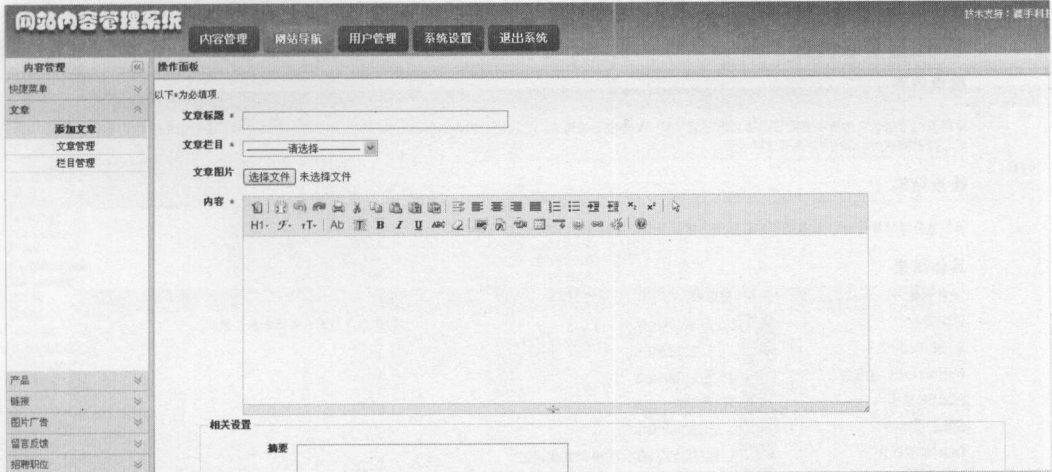 网站内容管理系统
技术支持：
内容管理 网站导航 用户管理 系统设置 退出系统
内容管理
快捷菜单
文章
添加文章
文章管理
栏目管理
产品
链接
图片广告
留言反馈
招聘职位
操作面板
以下*为必填项.
文章标题 *
文章栏目 * ————请选择————
文章图片 选择文件 未选择文件
内容 *
H1· 𝓕· тT· Ab T B I U ABC
相关设置
摘要